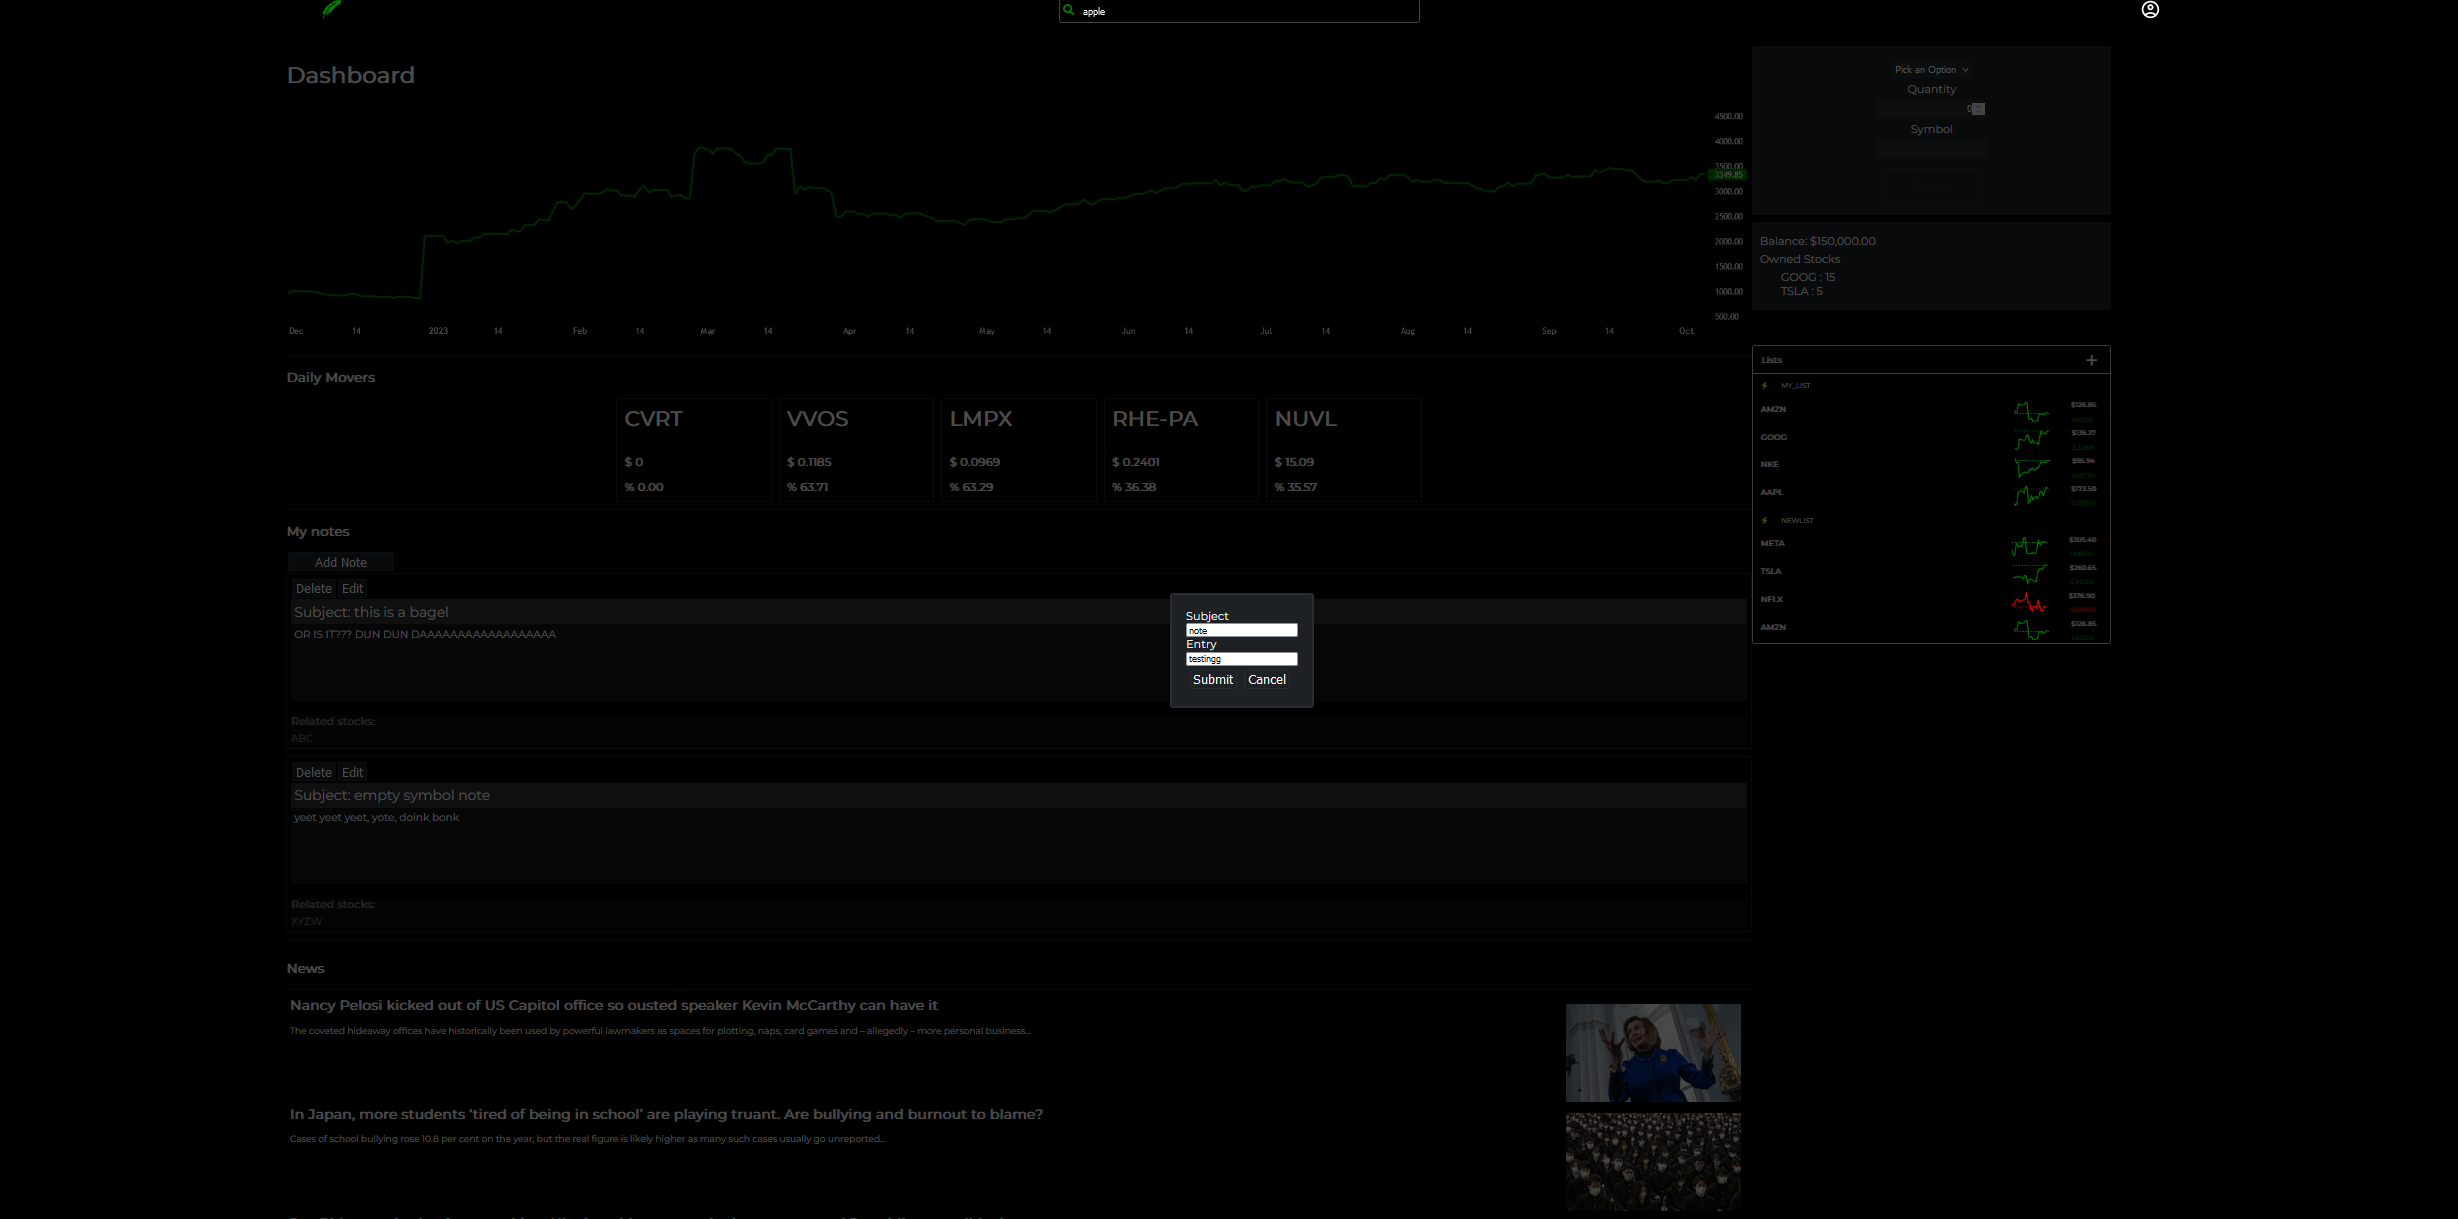 apple
Dashboard
4500.00
4000.00
3500.00
3349.85
3000.00
2500.00
2000.00
1500.00
1000.00
500.00
Dec 14 2023 14 Feb 14 Mar 14 Apr 14 May 14 Jun 14 Jul 14 Aug 14 Sep 14 Oct
Pick an Option
Quantity
0
Symbol
Balance: $150,000.00
Owned Stocks
GOOG : 15
TSLA : 5
Daily Movers
CVRT
$ 0
% 0.00
VVOS
$ 0.1185
% 63.71
LMPX
$ 0.0969
% 63.29
RHE-PA
$ 0.2401
% 36.38
NUVL
$ 15.09
% 35.57
Lists +
MY_LIST
AMZN $126.85
GOOG $136.27
NKE $95.94
AAPL $173.50
NEWLIST
META $305.40
TSLA $260.65
NFLX $376.90
AMZN $126.85
My notes
Add Note
Delete Edit
Subject: this is a bagel
OR IS IT??? DUN DUN DAAAAAAAAAAAAAAAAAA
Related stocks:
ABC
Subject
note
Entry
testingg
Submit Cancel
Delete Edit
Subject: empty symbol note
yeet yeet yeet, yote, doink bonk
Related stocks:
XYZW
News
Nancy Pelosi kicked out of US Capitol office so ousted speaker Kevin McCarthy can have it
The coveted hideaway offices have historically been used by powerful lawmakers as spaces for plotting, naps, card games and – allegedly – more personal business...
In Japan, more students ‘tired of being in school’ are playing truant. Are bullying and burnout to blame?
Cases of school bullying rose 10.8 per cent on the year, but the real figure is likely higher as many such cases usually go unreported...